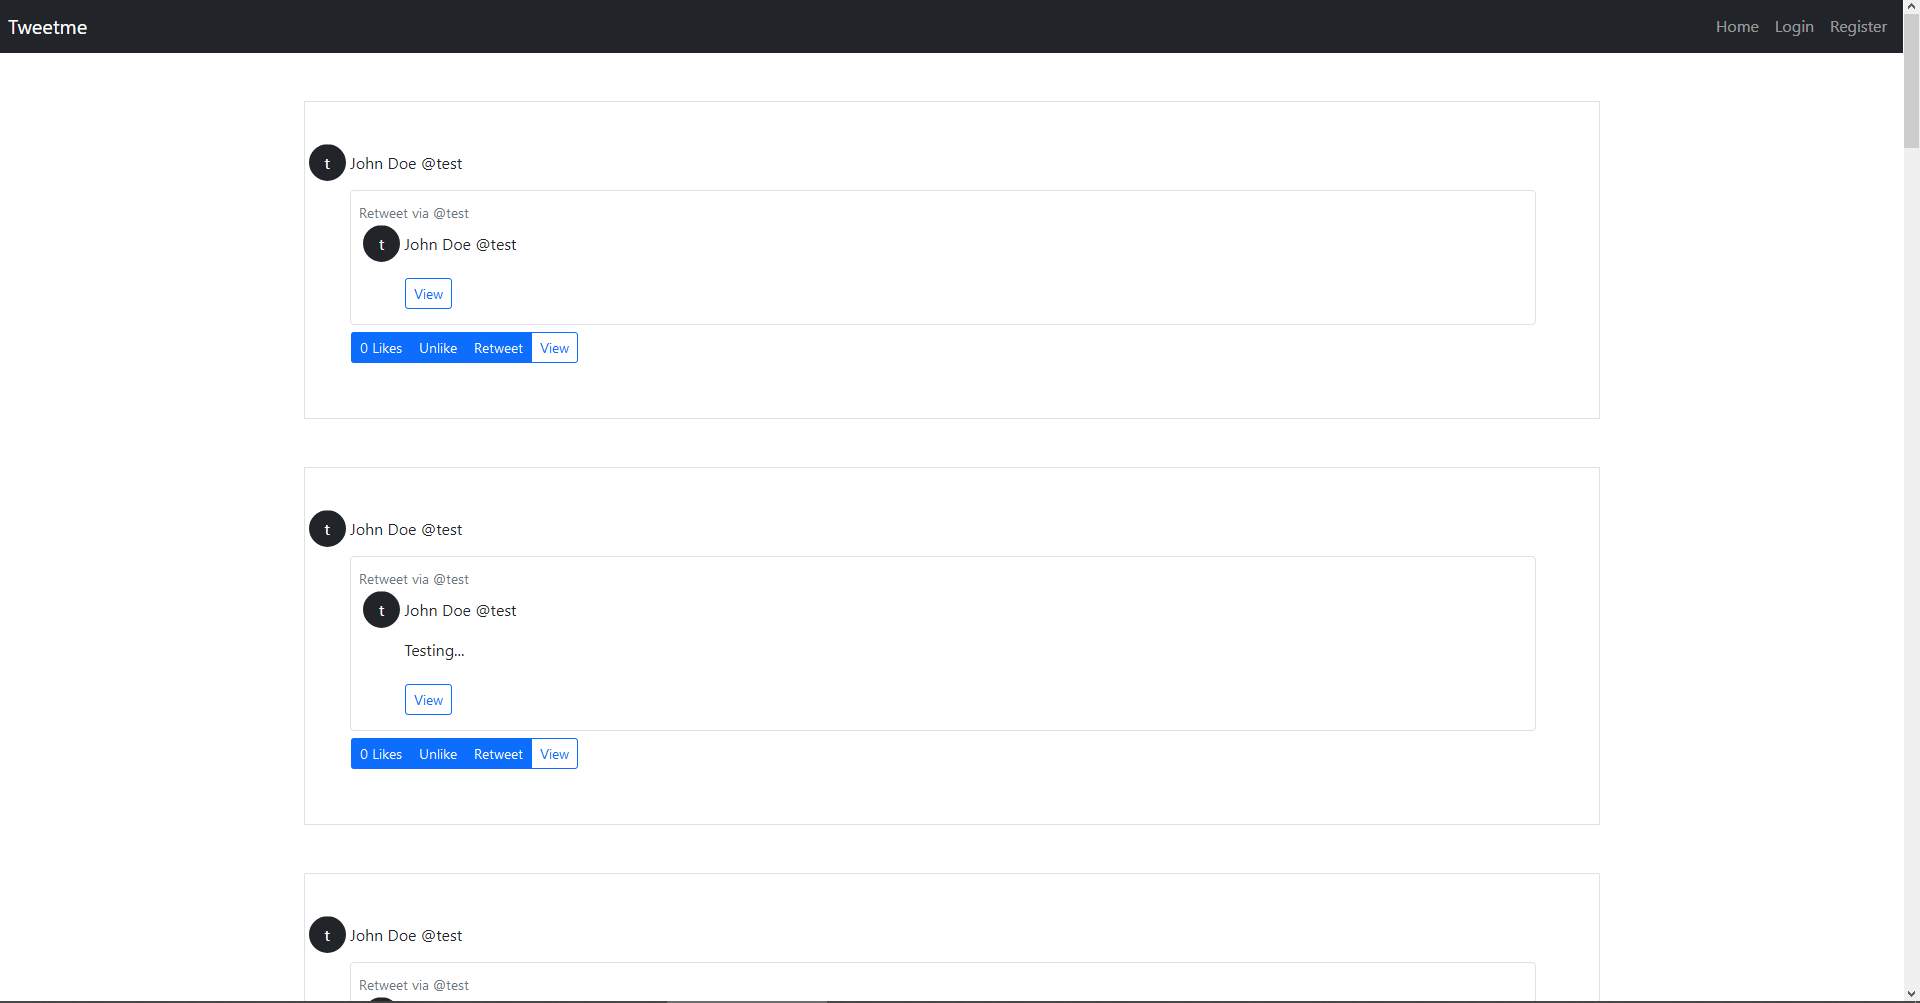 Tweetme Home Login Register
t John Doe @test
Retweet via @test
t John Doe @test
View
0 Likes Unlike Retweet View
t John Doe @test
Retweet via @test
t John Doe @test
Testing...
View
0 Likes Unlike Retweet View
t John Doe @test
Retweet via @test